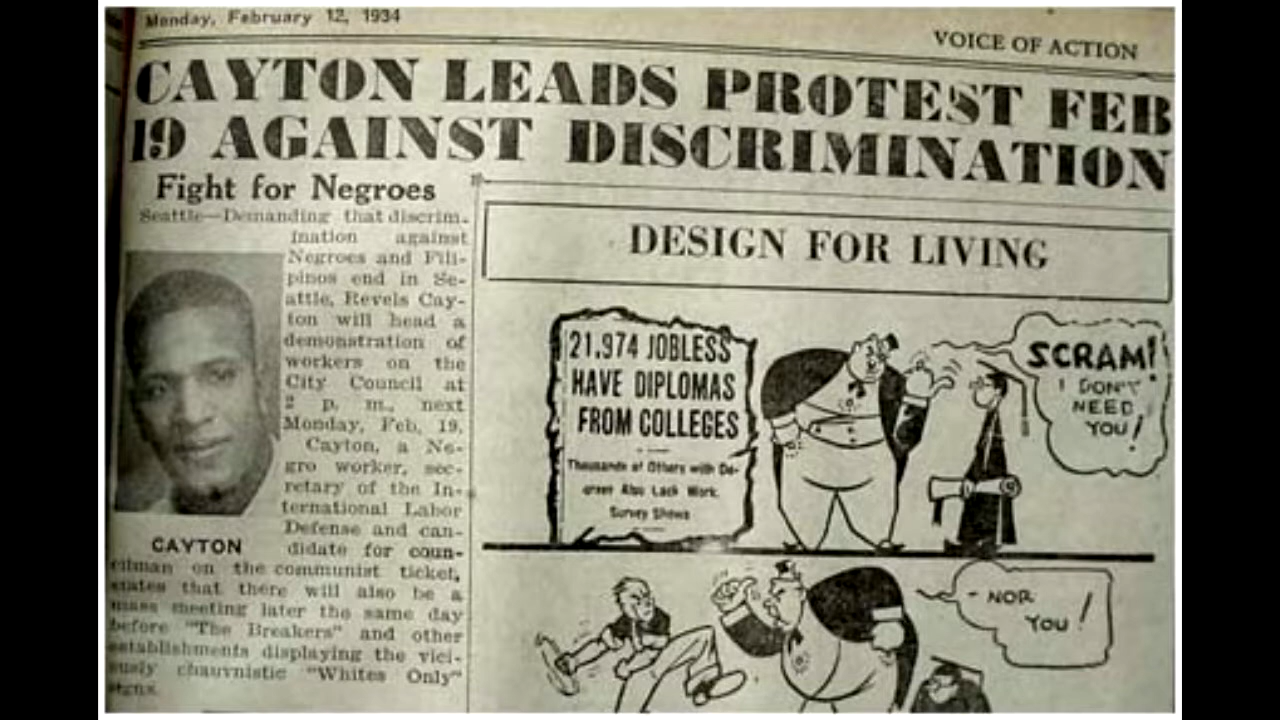 Monday, February 12, 1934
VOICE OF ACTION
CAYTON LEADS PROTEST FEB
19 AGAINST DISCRIMINATION
Fight for Negroes
Seattle—Demanding that discrim-
ination against
Negroes and Fili-
pinos end in Se-
attle, Revels Cay-
ton will head a
demonstration of
workers on the
City Council at
2 p. m., next
Monday, Feb. 19.
Cayton, a Ne-
gro worker, sec-
retary of the In-
ternational Labor
Defense and can-
CAYTON
didate for coun-
cilman on the communist ticket,
states that there will also be a
mass meeting later the same day
before "The Breakers" and other
establishments displaying the vici-
ously chauvnistic "Whites Only"
signs.
DESIGN FOR LIVING
21,974 JOBLESS
HAVE DIPLOMAS
FROM COLLEGES
Thousands of Others with De-
grees Also Lack Work,
Survey Shows
SCRAM!
I DON'T
NEED
YOU!
- NOR
YOU!